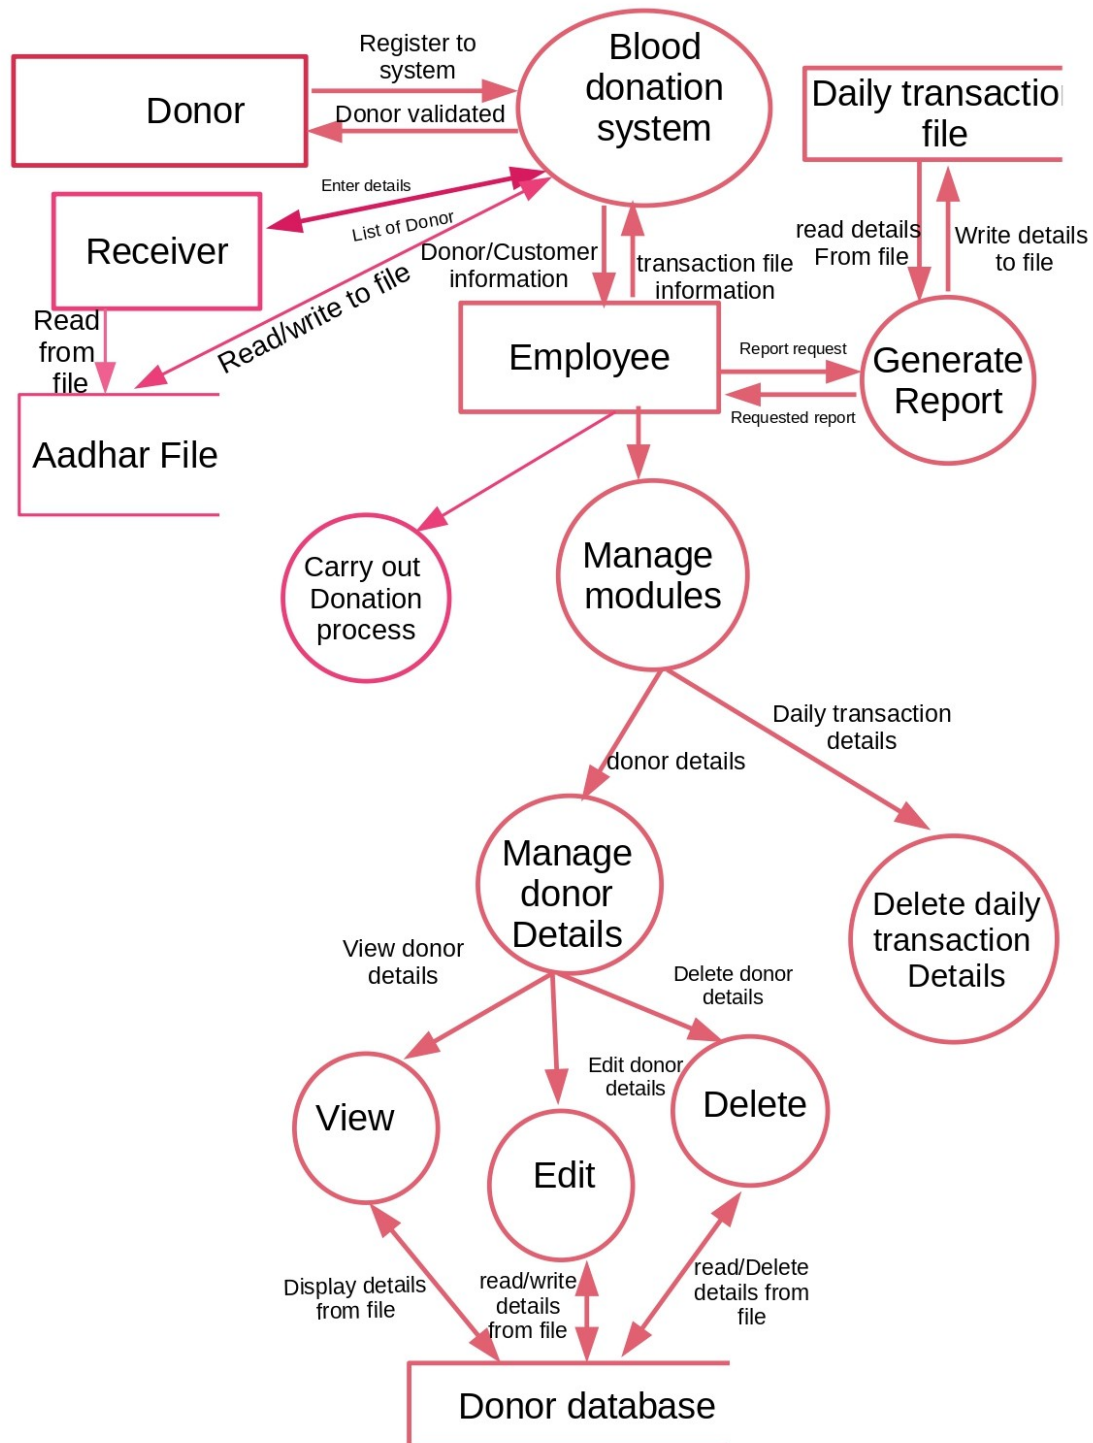 Blood
donation
system
Register to
system
Donor
Donor validated
Daily transactio
file
Enter details
List of Donor
Receiver
Donor/Customer
information
transaction file
information
read details
From file
Write details
to file
Read/write to file
Read
from
file
Employee
Report request
Requested report
Generate
Report
Aadhar File
Carry out
Donation
process
Manage
modules
Daily transaction
details
donor details
Manage
donor
Details
Delete daily
transaction
Details
View donor
details
Delete donor
details
Edit donor
details
View
Edit
Delete
Display details
from file
read/write
details
from file
read/Delete
details from
file
Donor database